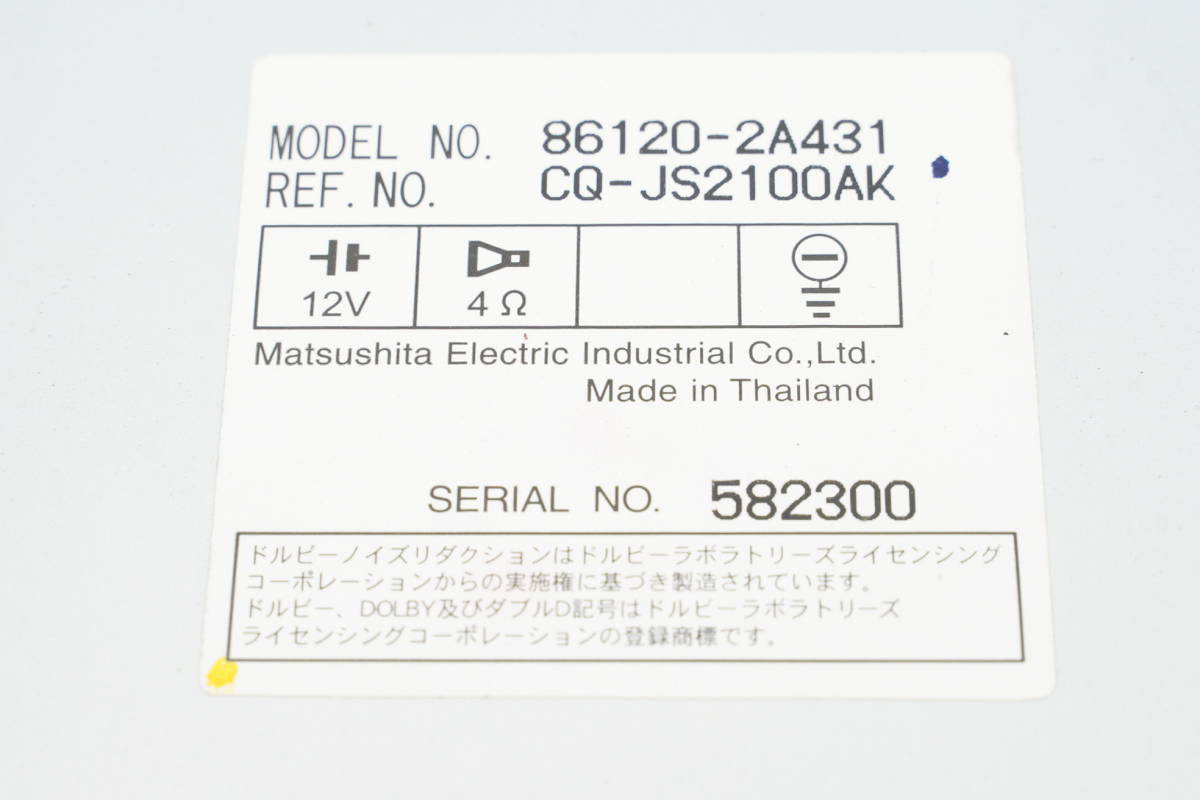 MODEL NO. 86120-2A431
REF. NO. CQ-JS2100AK
12V 4Ω
Matsushita Electric Industrial Co.,Ltd.
Made in Thailand
SERIAL NO. 582300
ドルビーノイズリダクションはドルビーラボラトリーズライセンシング
コーポレーションからの実施権に基づき製造されています。
ドルビー、DOLBY及びダブルD記号はドルビーラボラトリーズ
ライセンシングコーポレーションの登録商標です。